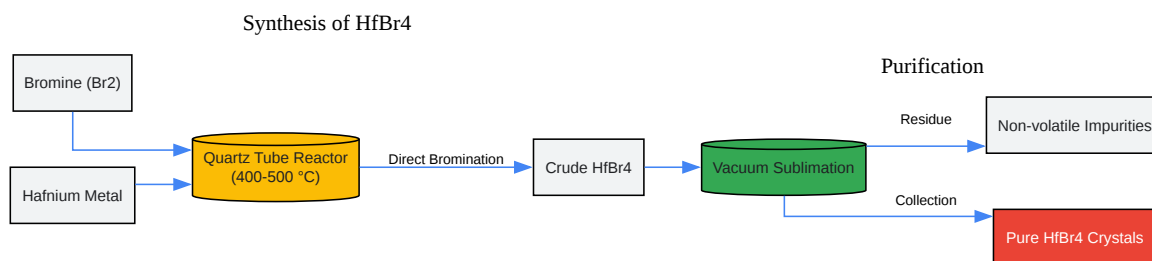 Synthesis of HfBr4
Purification
Bromine (Br2)
Hafnium Metal
Quartz Tube Reactor
(400-500 °C)
Direct Bromination
Crude HfBr4
Vacuum Sublimation
Residue
Non-volatile Impurities
Collection
Pure HfBr4 Crystals